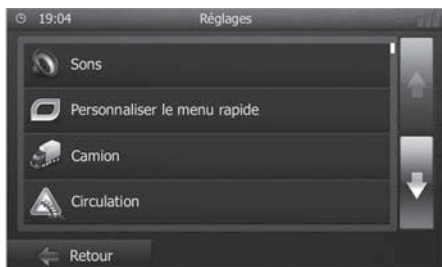 19:04
Réglages
Sons
Personnaliser le menu rapide
Camion
Circulation
Retour